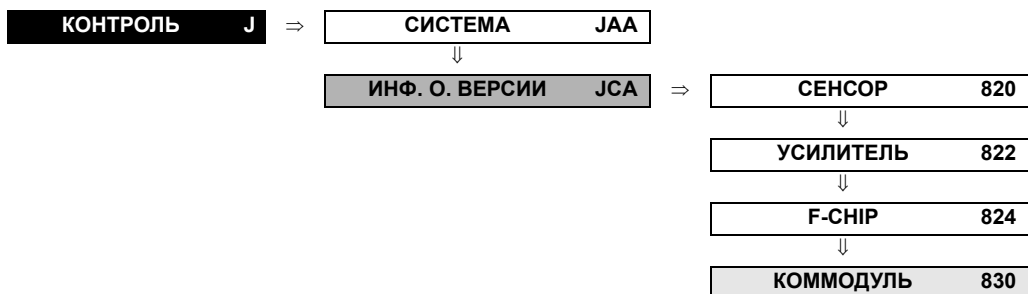 КОНТРОЛЬ J ⇒ СИСТЕМА JAA
⇓
ИНФ. О. ВЕРСИИ JCA ⇒ СЕНСОР 820
⇓
УСИЛИТЕЛЬ 822
⇓
F-CHIP 824
⇓
КОММОДУЛЬ 830